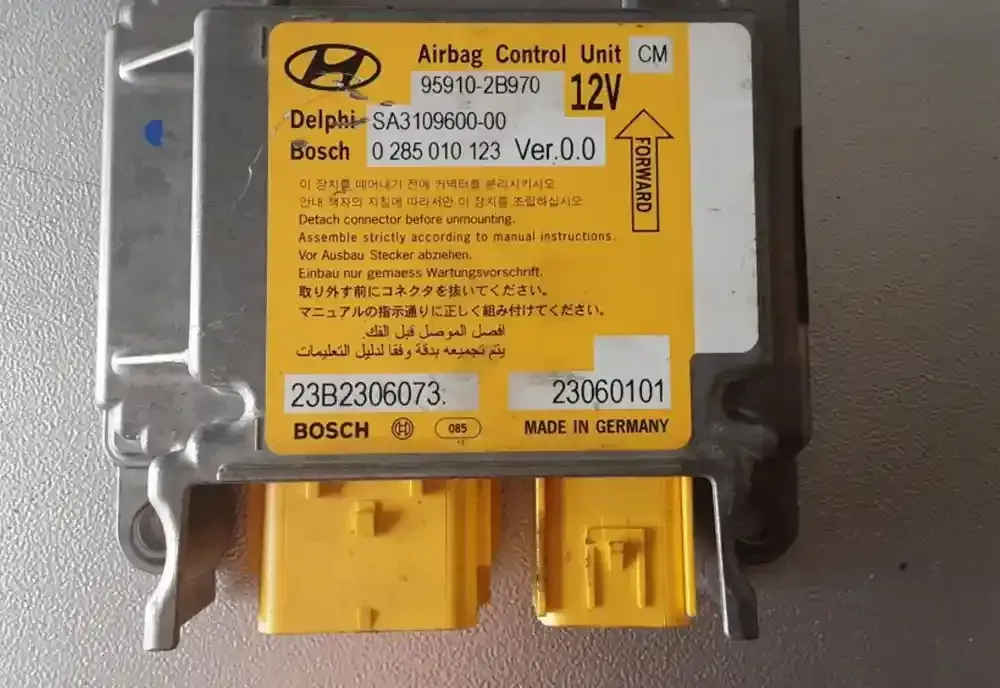 Airbag Control Unit CM
95910-2B970 12V
Delphi SA3109600-00
Bosch 0 285 010 123 Ver.0.0
FORWARD
이 장치를 떼어내기 전에 커넥터를 분리시키시오
안내 책자의 지침에 따라서만 이 장치를 조립하십시오
Detach connector before unmounting.
Assemble strictly according to manual instructions.
Vor Ausbau Stecker abziehen.
Einbau nur gemaess Wartungsvorschrift.
取り外す前にコネクタを抜いてください。
マニュアルの指示通りに正しく組み付けてください。
افصل الموصل قبل الفك.
يتم تجميعه بدقة وفقا لدليل التعليمات
23B2306073. 23060101
BOSCH 085 MADE IN GERMANY